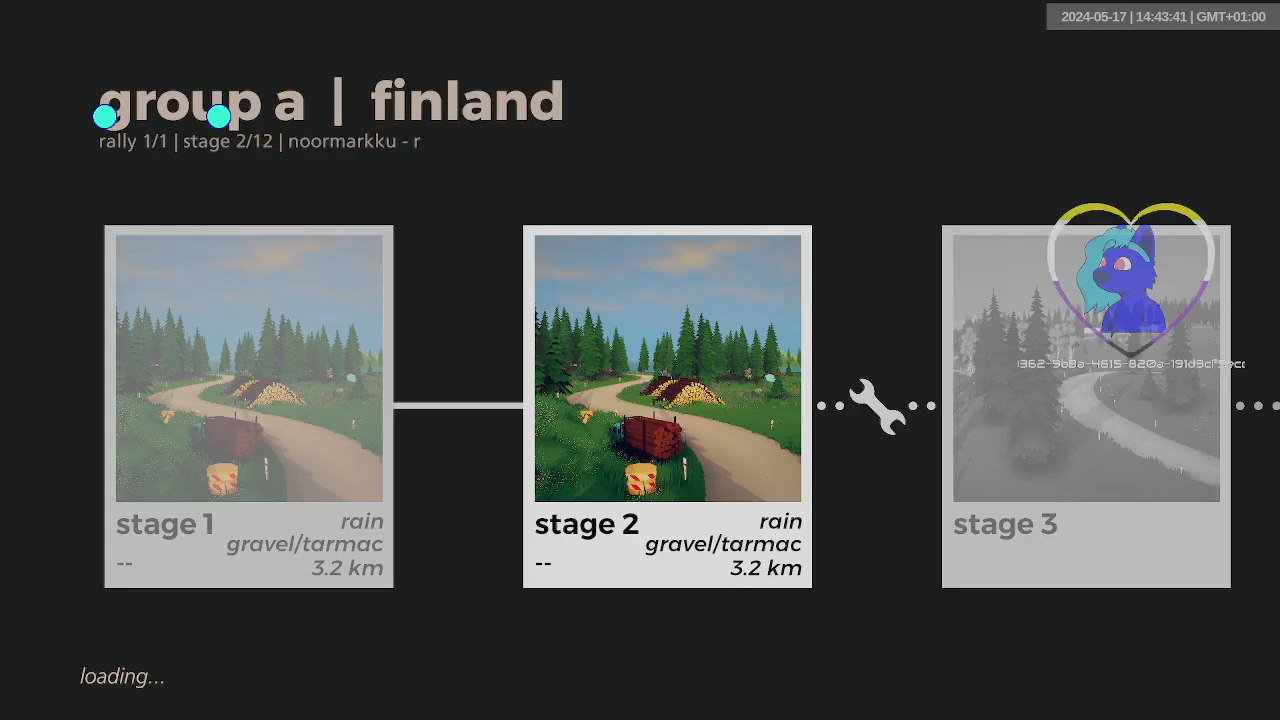 2024-05-17 | 14:43:41 | GMT+01:00
group a | finland
rally 1/1 | stage 2/12 | noormarkku - r
stage 1
rain
gravel/tarmac
--
3.2 km
stage 2
rain
gravel/tarmac
--
3.2 km
stage 3
loading...